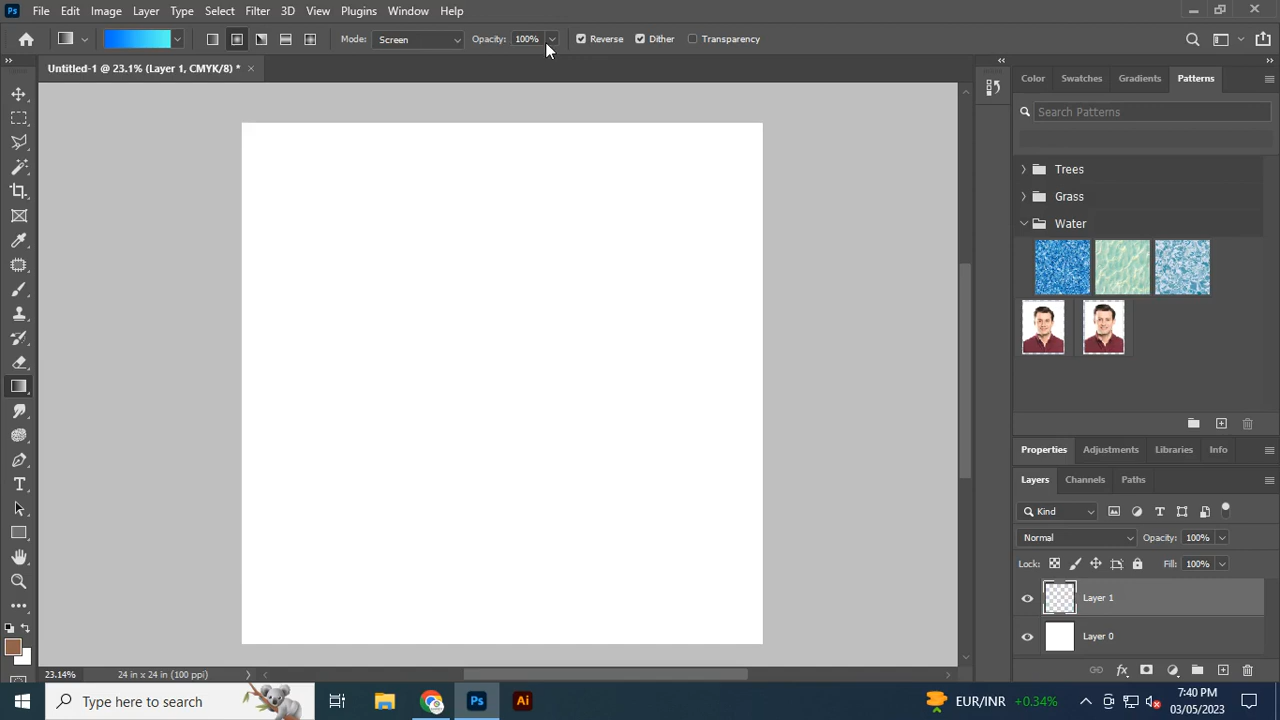 Ps File Edit Image Layer Type Select Filter 3D View Plugins Window Help
Mode: Screen Opacity: 100% Reverse Dither Transparency
Untitled-1 @ 23.1% (Layer 1, CMYK/8) *
Color Swatches Gradients Patterns
Search Patterns
Trees
Grass
Water
Properties Adjustments Libraries Info
Layers Channels Paths
Kind
Normal Opacity: 100%
Lock: Fill: 100%
Layer 1
Layer 0
23.14% 24 in x 24 in (100 ppi)
Type here to search Ps Ai EUR/INR +0.34% 7:40 PM
03/05/2023